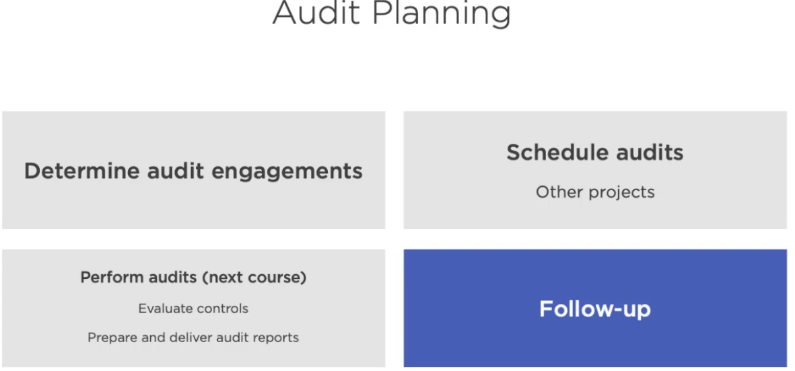 Audit Planning
Determine audit engagements
Schedule audits
Other projects
Perform audits (next course)
Evaluate controls
Prepare and deliver audit reports
Follow-up